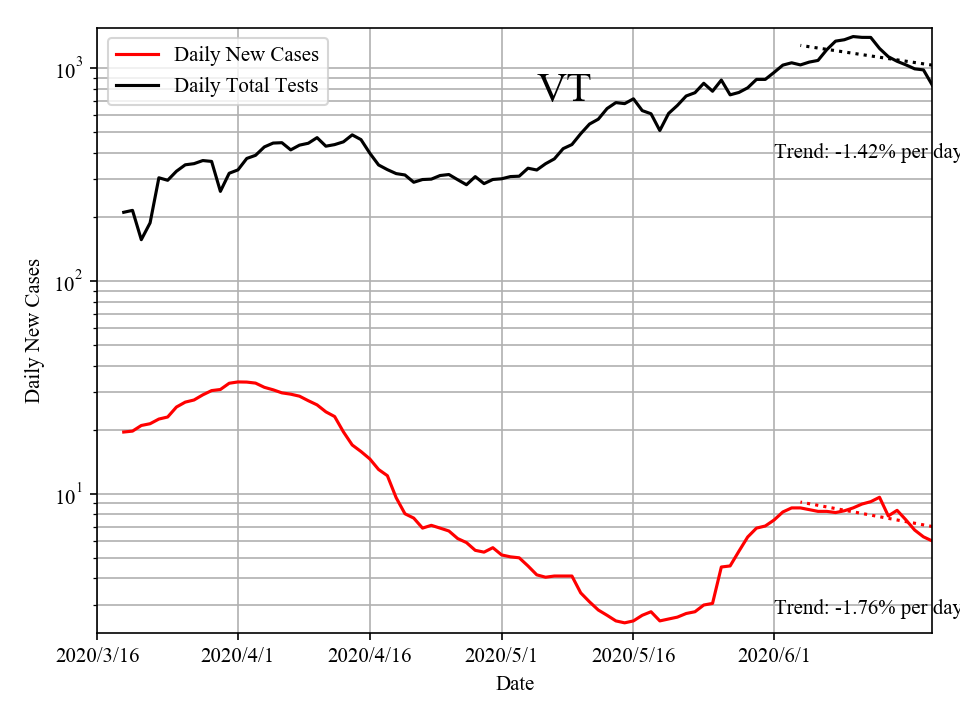 Daily New Cases
Daily Total Tests
VT
10³
10²
10¹
Daily New Cases
Trend: -1.42% per day
Trend: -1.76% per day
2020/3/16 2020/4/1 2020/4/16 2020/5/1 2020/5/16 2020/6/1
Date